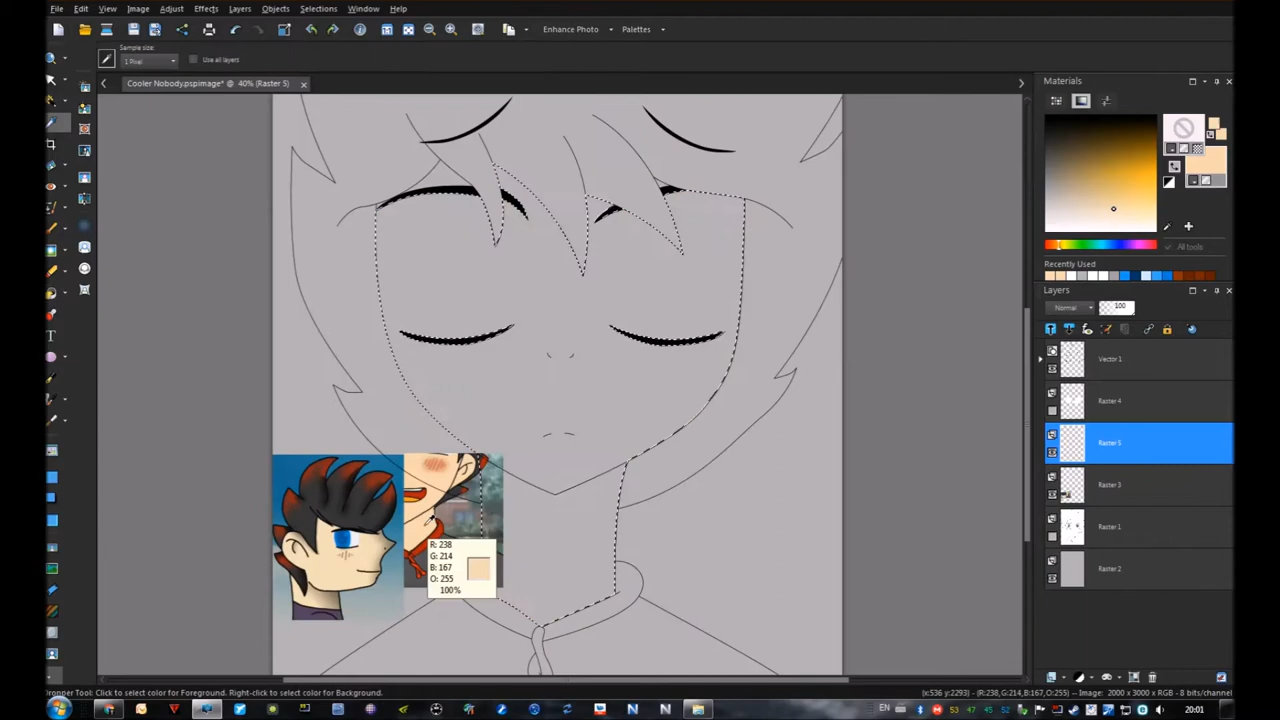 File Edit View Image Adjust Effects Layers Objects Selections Window Help
Enhance Photo Palettes
Sample size:
1 Pixel Use all layers
Cooler Nobody.pspimage* @ 40% (Raster 5)
Materials
All tools
Recently Used
Layers
Normal 100
Vector 1
Raster 4
Raster 5
Raster 3
Raster 1
Raster 2
R: 238
G: 214
B: 167
O: 255
100%
Dropper Tool: Click to select color for Foreground. Right-click to select color for Background.
(x:536 y:2293) -- (R:238,G:214,B:167,O:255) -- Image: 2000 x 3000 x RGB - 8 bits/channel
EN 53 47 45 52 20:01